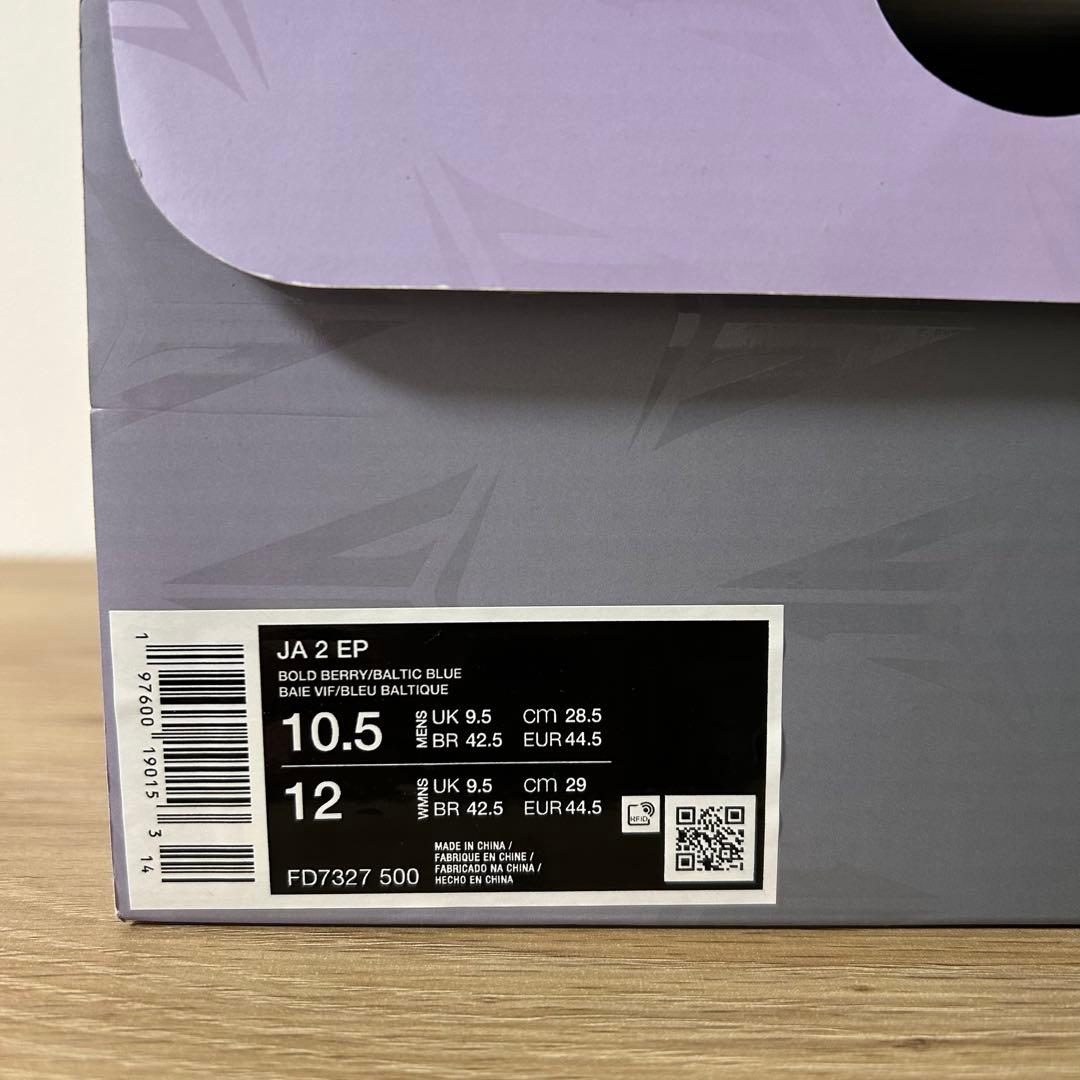 JA 2 EP
BOLD BERRY/BALTIC BLUE
BAIE VIF/BLEU BALTIQUE
10.5 MENS UK 9.5 cm 28.5
BR 42.5 EUR 44.5
12 WMNS UK 9.5 cm 29
BR 42.5 EUR 44.5
RFID
MADE IN CHINA /
FABRIQUE EN CHINE /
FABRICADO NA CHINA /
HECHO EN CHINA
FD7327 500
1 97600 19015 3 14